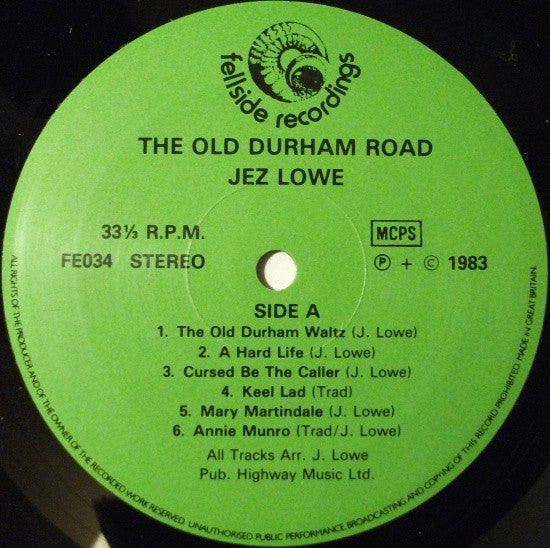 fellside recordings
THE OLD DURHAM ROAD
JEZ LOWE
33⅓ R.P.M.
FE034 STEREO
MCPS
Ⓟ + © 1983
SIDE A
1. The Old Durham Waltz (J. Lowe)
2. A Hard Life (J. Lowe)
3. Cursed Be The Caller (J. Lowe)
4. Keel Lad (Trad)
5. Mary Martindale (J. Lowe)
6. Annie Munro (Trad/J. Lowe)
All Tracks Arr. J. Lowe
Pub. Highway Music Ltd.
ALL RIGHTS OF THE PRODUCER AND OF THE OWNER OF THE RECORDED WORK RESERVED. UNAUTHORISED PUBLIC PERFORMANCE, BROADCASTING AND COPYING OF THIS RECORD PROHIBITED. MADE IN GREAT BRITAIN.